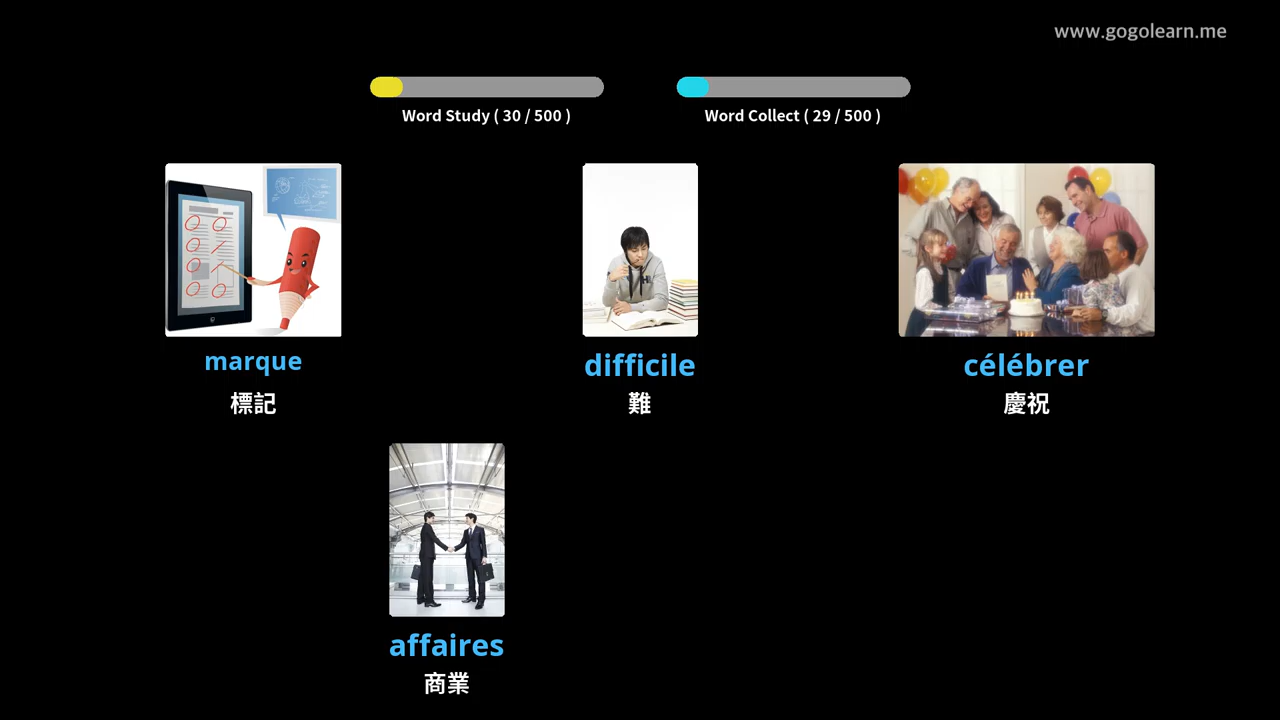 www.gogolearn.me
Word Study ( 30 / 500 )
Word Collect ( 29 / 500 )
marque
標記
difficile
難
célébrer
慶祝
affaires
商業